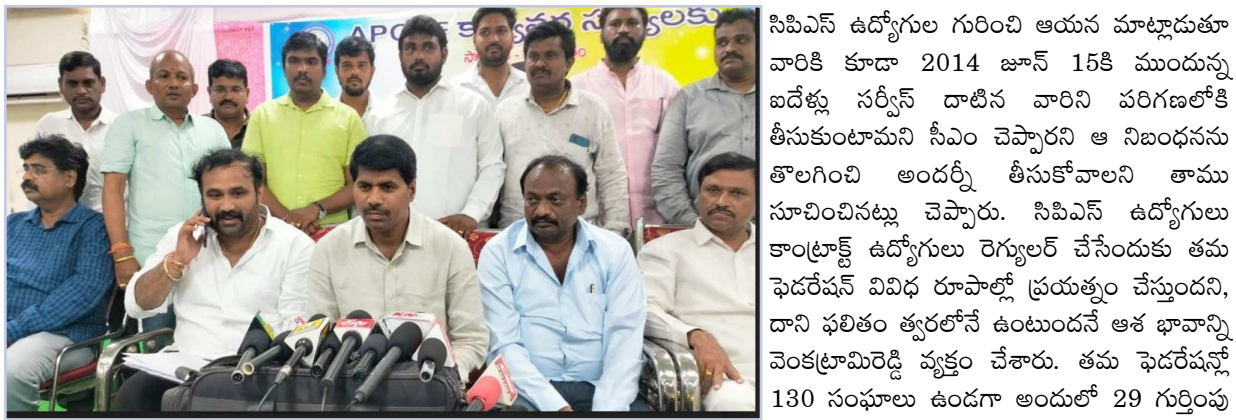 APC
సిపిఎస్ ఉద్యోగుల గురించి ఆయన మాట్లాడుతూ
వారికి కూడా 2014 జూన్ 15కి ముందున్న
ఐదేళ్లు సర్వీస్ దాటిన వారిని పరిగణలోకి
తీసుకుంటామని సీఎం చెప్పారని ఆ నిబంధనను
తొలగించి అందర్నీ తీసుకోవాలని తాము
సూచించినట్లు చెప్పారు. సిపిఎస్ ఉద్యోగులు
కాంట్రాక్ట్ ఉద్యోగులు రెగ్యులర్ చేసేందుకు తమ
ఫెడరేషన్ వివిధ రూపాల్లో ప్రయత్నం చేస్తుందని,
దాని ఫలితం త్వరలోనే ఉంటుందనే ఆశ భావాన్ని
వెంకట్రామిరెడ్డి వ్యక్తం చేశారు. తమ ఫెడరేషన్లో
130 సంఘాలు ఉండగా అందులో 29 గుర్తింపు